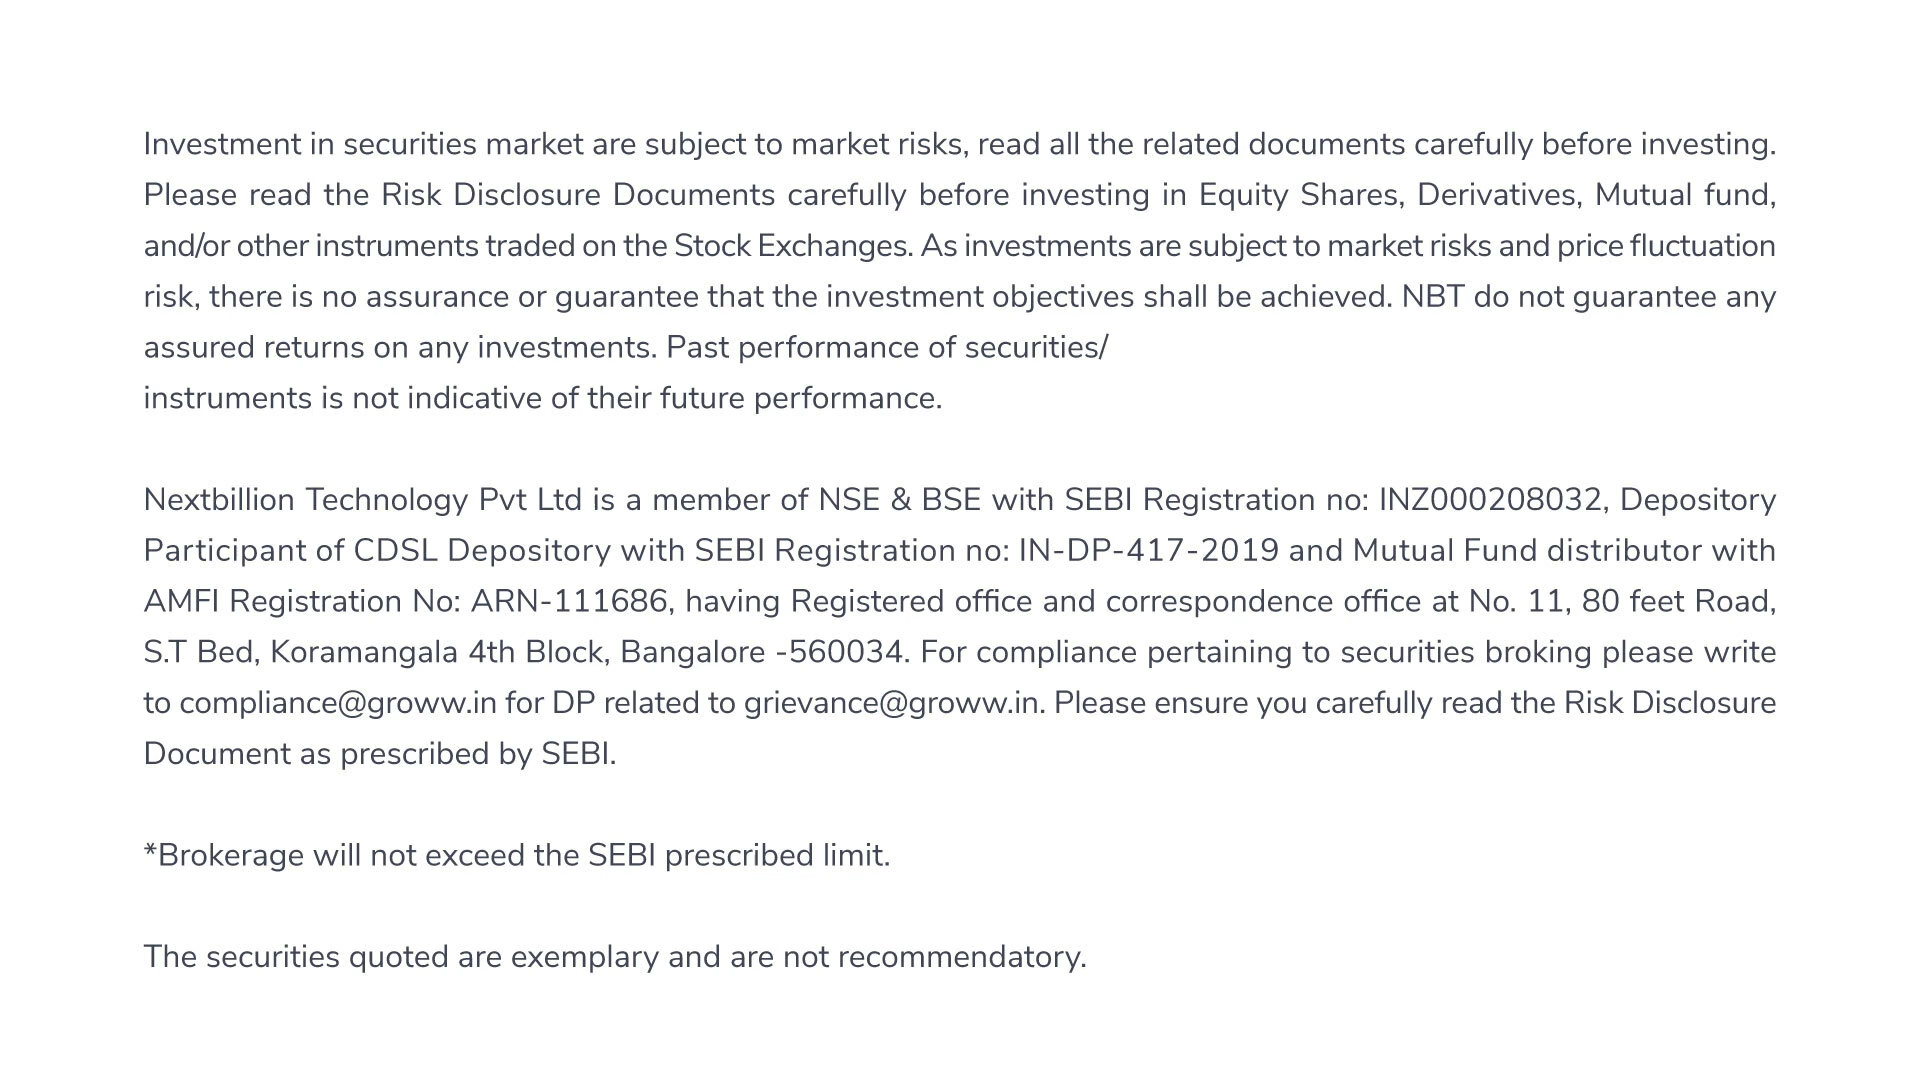 Investment in securities market are subject to market risks, read all the related documents carefully before investing.
Please read the Risk Disclosure Documents carefully before investing in Equity Shares, Derivatives, Mutual fund,
and/or other instruments traded on the Stock Exchanges. As investments are subject to market risks and price fluctuation
risk, there is no assurance or guarantee that the investment objectives shall be achieved. NBT do not guarantee any
assured returns on any investments. Past performance of securities/
instruments is not indicative of their future performance.
Nextbillion Technology Pvt Ltd is a member of NSE & BSE with SEBI Registration no: INZ000208032, Depository
Participant of CDSL Depository with SEBI Registration no: IN-DP-417-2019 and Mutual Fund distributor with
AMFI Registration No: ARN-111686, having Registered office and correspondence office at No. 11, 80 feet Road,
S.T Bed, Koramangala 4th Block, Bangalore -560034. For compliance pertaining to securities broking please write
to compliance@groww.in for DP related to grievance@groww.in. Please ensure you carefully read the Risk Disclosure
Document as prescribed by SEBI.
*Brokerage will not exceed the SEBI prescribed limit.
The securities quoted are exemplary and are not recommendatory.